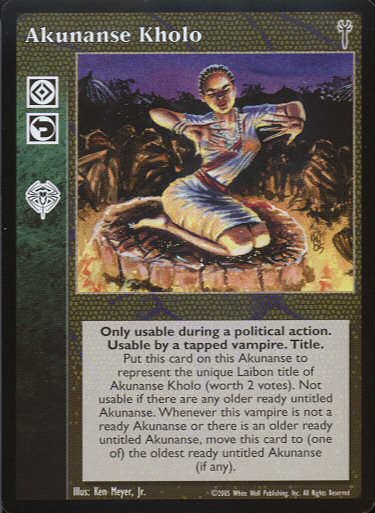 Akunanse Kholo
Only usable during a political action.
Usable by a tapped vampire. Title.
Put this card on this Akunanse to
represent the unique Laibon title of
Akunanse Kholo (worth 2 votes). Not
usable if there are any older ready untitled
Akunanse. Whenever this vampire is not a
ready Akunanse or there is an older ready
untitled Akunanse, move this card to (one
of) the oldest ready untitled Akunanse
(if any).
Illus: Ken Meyer, Jr. ©2005 White Wolf Publishing, Inc. All Rights Reserved